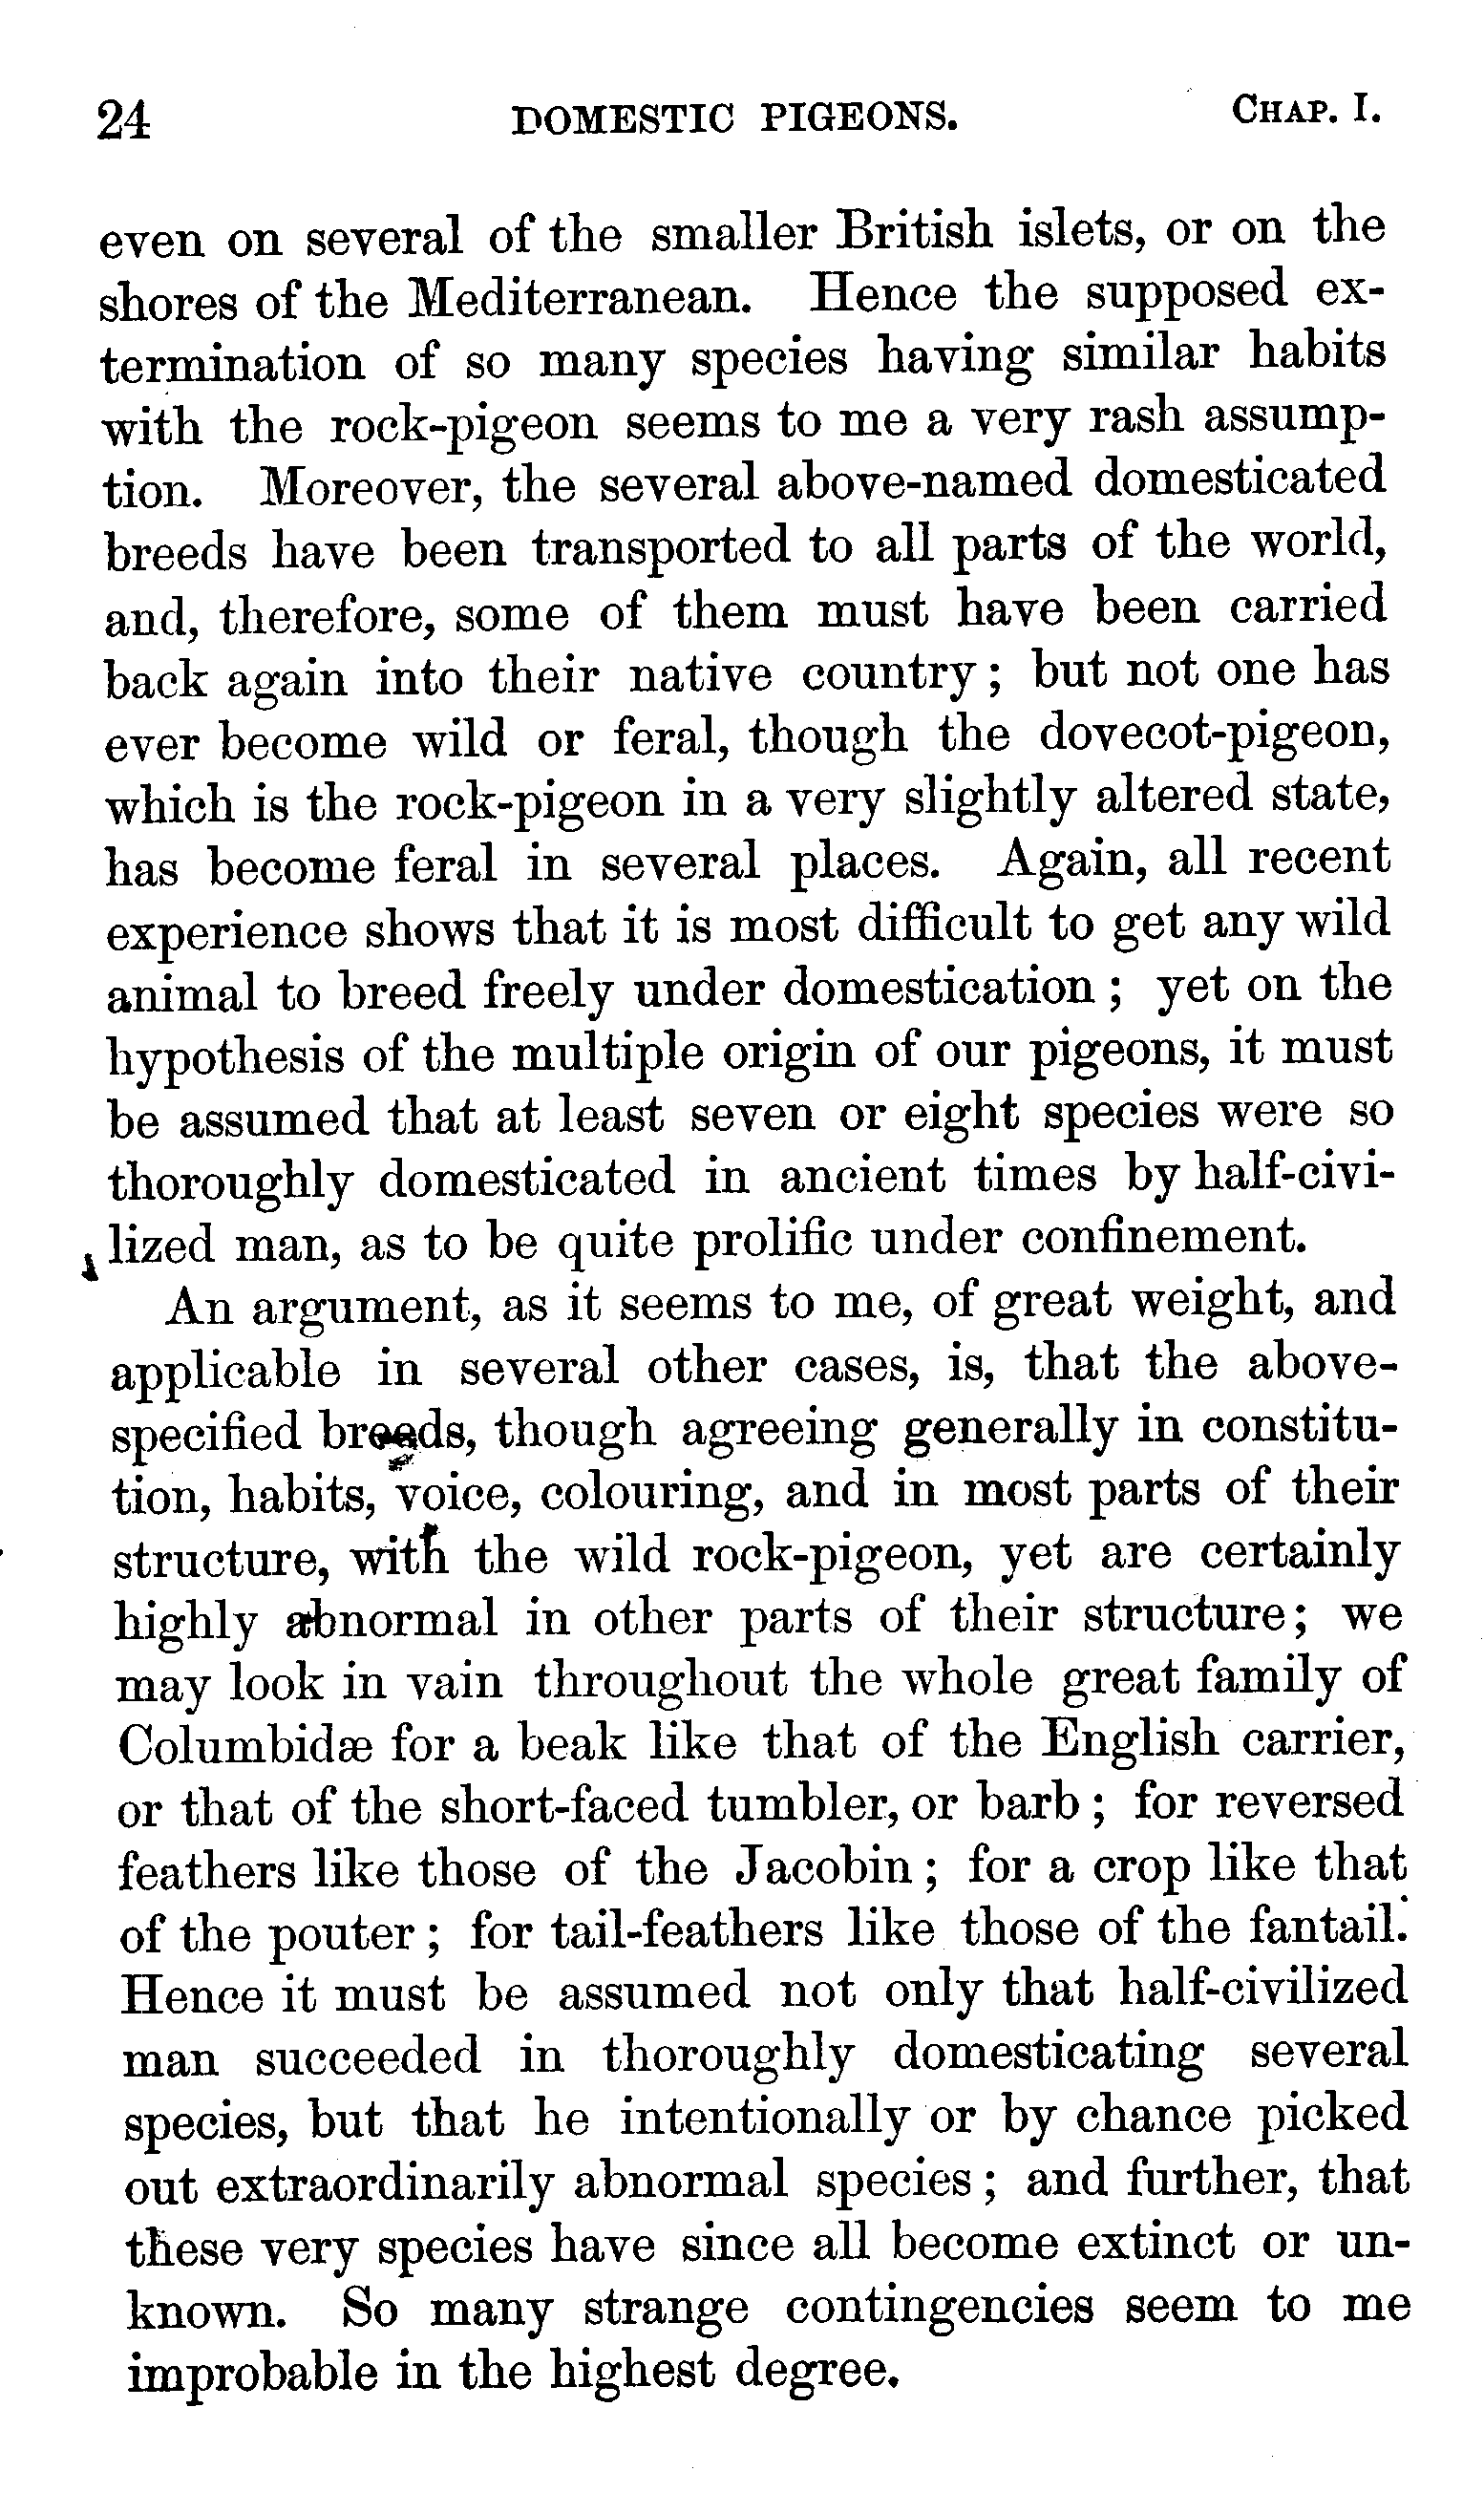 24 DOMESTIC PIGEONS. CHAP. I.
even on several of the smaller British islets, or on the
shores of the Mediterranean. Hence the supposed ex-
termination of so many species having similar habits
with the rock-pigeon seems to me a very rash assump-
tion. Moreover, the several above-named domesticated
breeds have been transported to all parts of the world,
and, therefore, some of them must have been carried
back again into their native country; but not one has
ever become wild or feral, though the dovecot-pigeon,
which is the rock-pigeon in a very slightly altered state,
has become feral in several places. Again, all recent
experience shows that it is most difficult to get any wild
animal to breed freely under domestication; yet on the
hypothesis of the multiple origin of our pigeons, it must
be assumed that at least seven or eight species were so
thoroughly domesticated in ancient times by half-civi-
lized man, as to be quite prolific under confinement.
An argument, as it seems to me, of great weight, and
applicable in several other cases, is, that the above-
specified breeds, though agreeing generally in constitu-
tion, habits, voice, colouring, and in most parts of their
structure, with the wild rock-pigeon, yet are certainly
highly abnormal in other parts of their structure; we
may look in vain throughout the whole great family of
Columbidæ for a beak like that of the English carrier,
or that of the short-faced tumbler, or barb; for reversed
feathers like those of the Jacobin; for a crop like that
of the pouter; for tail-feathers like those of the fantail.
Hence it must be assumed not only that half-civilized
man succeeded in thoroughly domesticating several
species, but that he intentionally or by chance picked
out extraordinarily abnormal species; and further, that
these very species have since all become extinct or un-
known. So many strange contingencies seem to me
improbable in the highest degree.